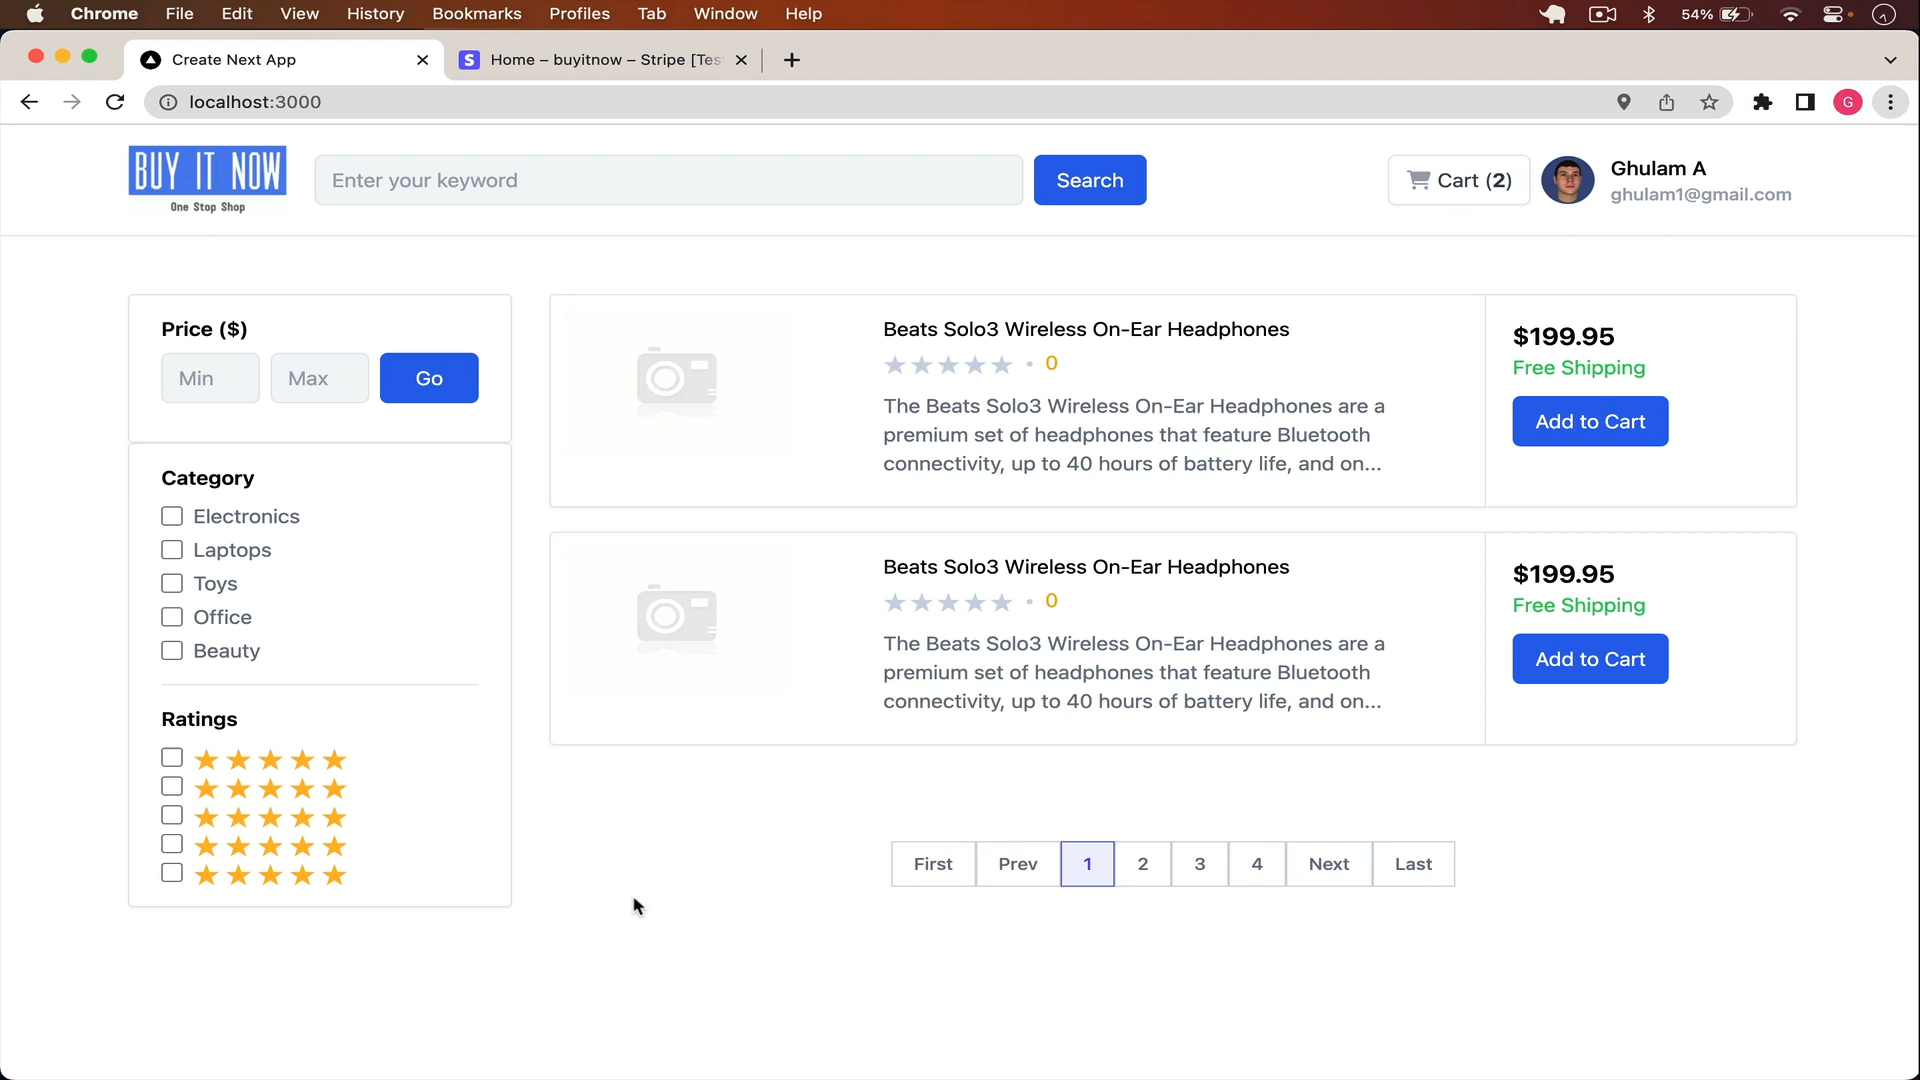 Chrome File Edit View History Bookmarks Profiles Tab Window Help 54%
Create Next App Home – buyitnow – Stripe [Tes
localhost:3000 G
BUY IT NOW
One Stop Shop
Enter your keyword
Search
Cart (2)
Ghulam A
ghulam1@gmail.com
Price ($)
Min Max Go
Category
Electronics
Laptops
Toys
Office
Beauty
Ratings
Beats Solo3 Wireless On-Ear Headphones
0
The Beats Solo3 Wireless On-Ear Headphones are a
premium set of headphones that feature Bluetooth
connectivity, up to 40 hours of battery life, and on...
$199.95
Free Shipping
Add to Cart
Beats Solo3 Wireless On-Ear Headphones
0
The Beats Solo3 Wireless On-Ear Headphones are a
premium set of headphones that feature Bluetooth
connectivity, up to 40 hours of battery life, and on...
$199.95
Free Shipping
Add to Cart
First Prev 1 2 3 4 Next Last